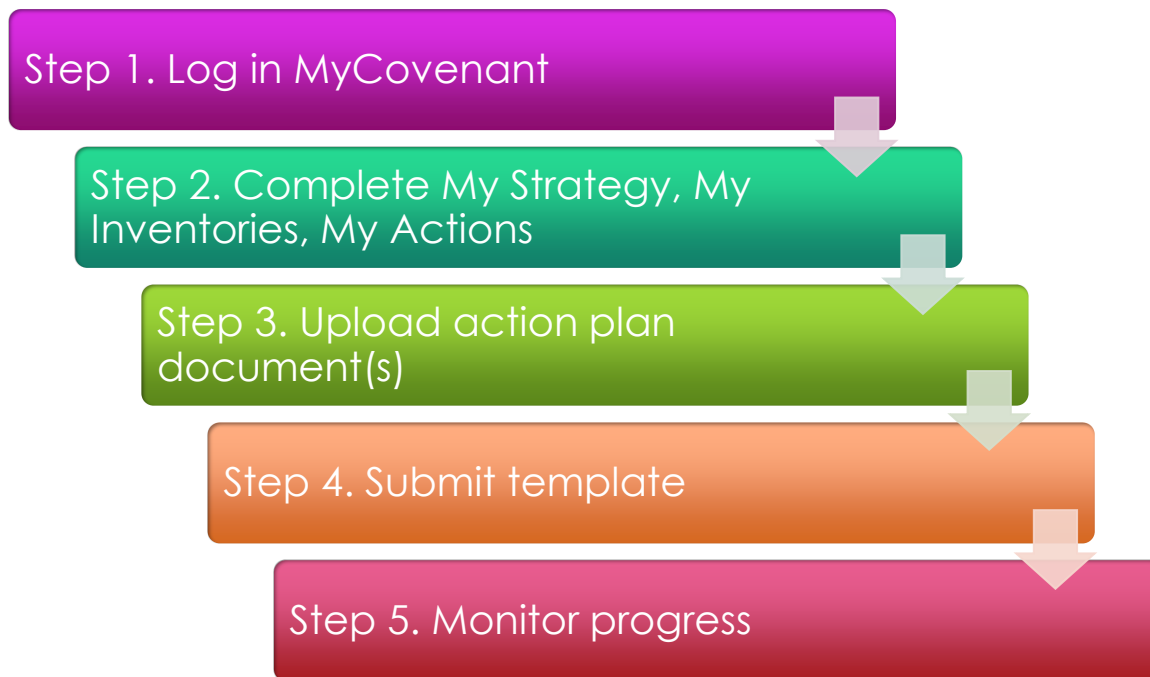 Step 1. Log in MyCovenant
Step 2. Complete My Strategy, My
Inventories, My Actions
Step 3. Upload action plan
document(s)
Step 4. Submit template
Step 5. Monitor progress